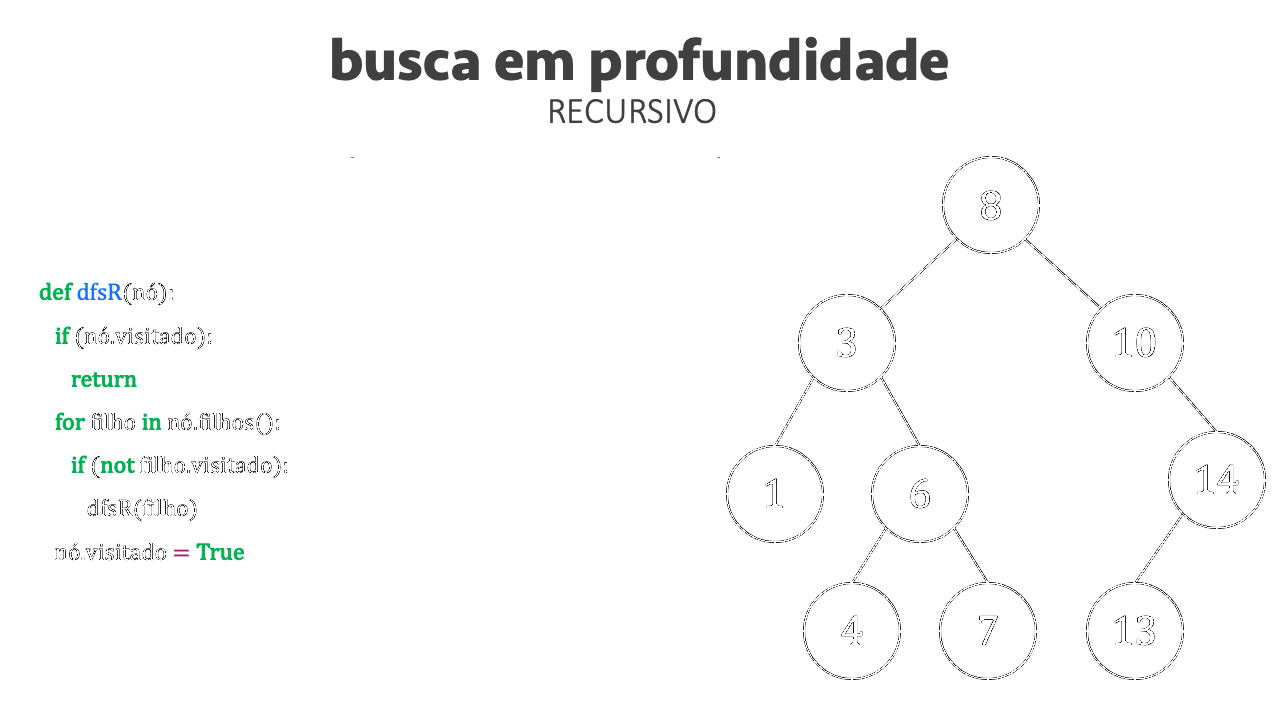 busca em profundidade
RECURSIVO
def dfsR(nó):
if (nó.visitado):
return
for filho in nó.filhos():
if (not filho.visitado):
dfsR(filho)
nó.visitado = True
8
3
10
1
6
14
4
7
13